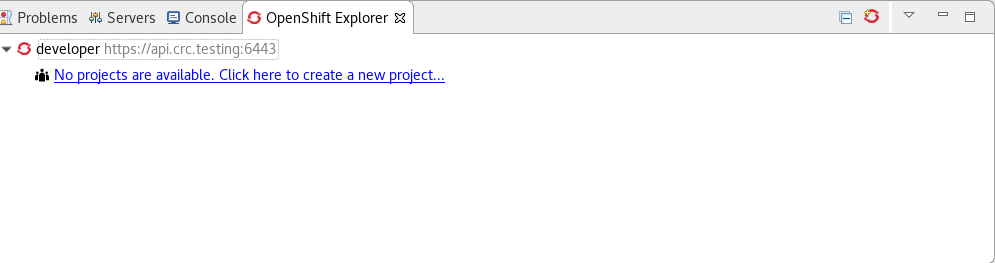 Problems Servers Console OpenShift Explorer
developer https://api.crc.testing:6443
No projects are available. Click here to create a new project...